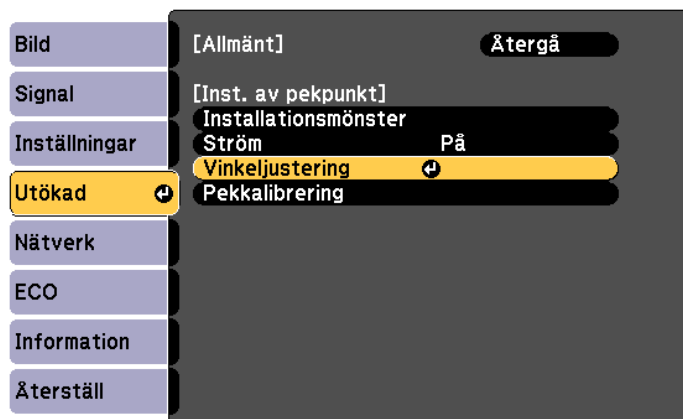 Bild
Signal
Inställningar
Utökad
Nätverk
ECO
Information
Återställ
[Allmänt] Återgå
[Inst. av pekpunkt]
Installationsmönster
Ström På
Vinkeljustering
Pekkalibrering